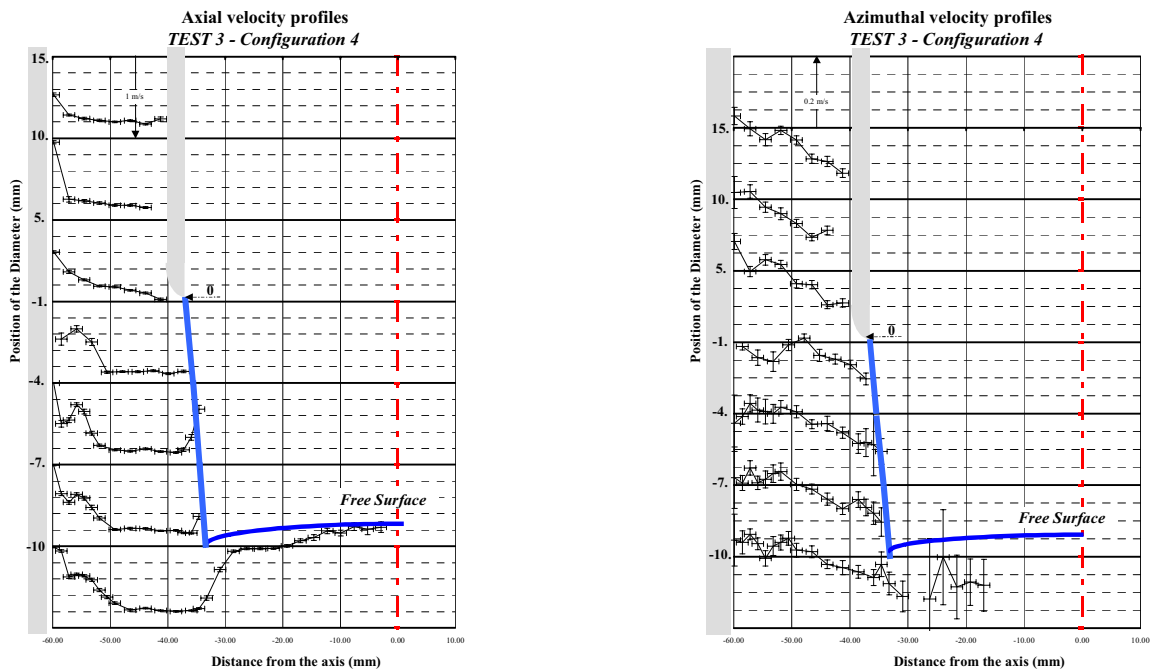 Axial velocity profiles
TEST 3 - Configuration 4
15.
10.
5.
-1.
-4.
-7.
-10
1 m/s
0
Free Surface
Position of the Diameter (mm)
-60.00
-50.00
-40.00
-30.00
-20.00
-10.00
0.00
10.00
Distance from the axis (mm)
Azimuthal velocity profiles
TEST 3 - Configuration 4
15.
10.
5.
-1.
-4.
-7.
-10.
0.2 m/s
0
Free Surface
Position of the Diameter (mm)
-60.00
-50.00
-40.00
-30.00
-20.00
-10.00
0.00
10.00
Distance from the axis (mm)